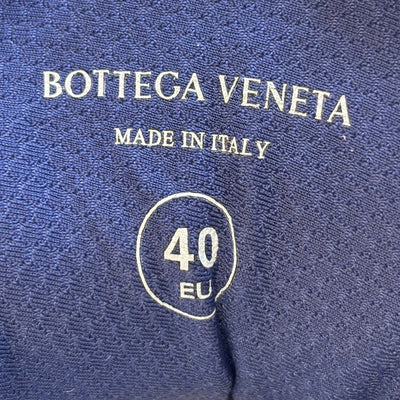 BOTTEGA VENETA
MADE IN ITALY
40
EU